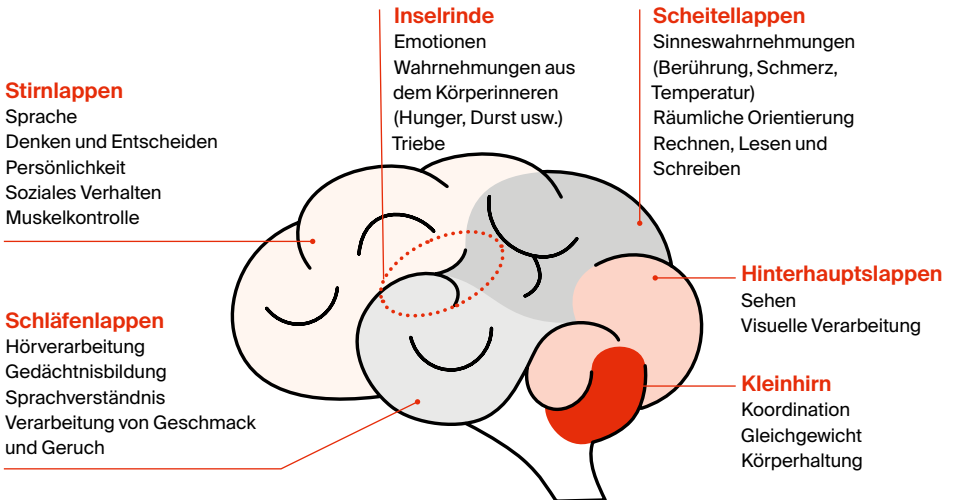 Inselrinde
Emotionen
Wahrnehmungen aus
dem Körperinneren
(Hunger, Durst usw.)
Triebe
Scheitellappen
Sinneswahrnehmungen
(Berührung, Schmerz,
Temperatur)
Räumliche Orientierung
Rechnen, Lesen und
Schreiben
Stirnlappen
Sprache
Denken und Entscheiden
Persönlichkeit
Soziales Verhalten
Muskelkontrolle
Hinterhauptslappen
Sehen
Visuelle Verarbeitung
Schläfenlappen
Hörverarbeitung
Gedächtnisbildung
Sprachverständnis
Verarbeitung von Geschmack
und Geruch
Kleinhirn
Koordination
Gleichgewicht
Körperhaltung